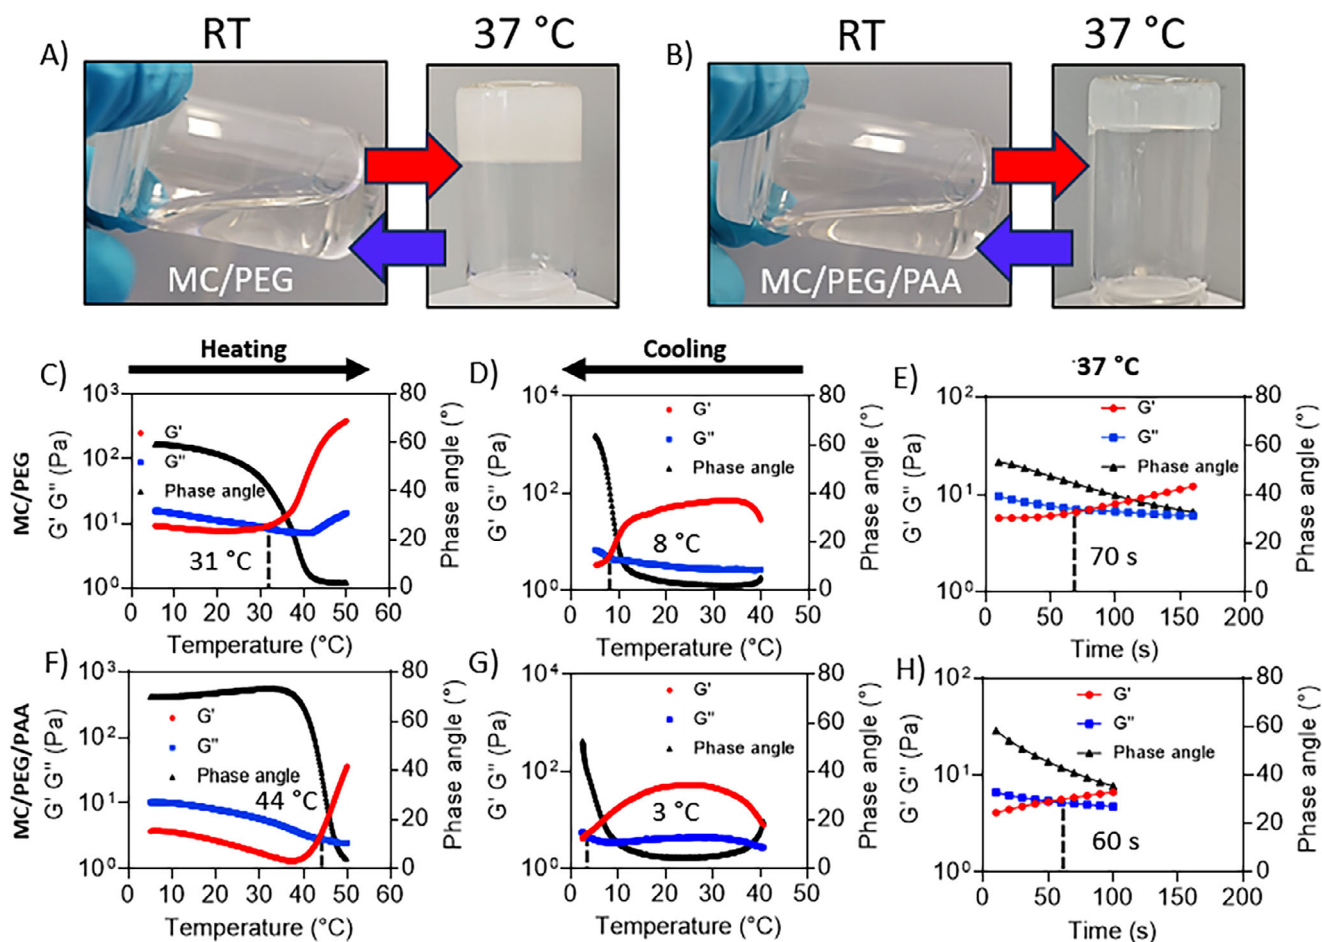 A) RT 37 °C B) RT 37 °C
MC/PEG MC/PEG/PAA
Heating Cooling 37 °C
MC/PEG
C)
10³
10²
10¹
10⁰
G' G'' (Pa)
G'
G''
Phase angle
31 °C
80
60
40
20
0
Phase angle (°)
0 10 20 30 40 50 60
Temperature (°C)
D)
10⁴
10²
10⁰
G' G'' (Pa)
G'
G''
Phase angle
8 °C
80
60
40
20
0
Phase angle (°)
0 10 20 30 40 50
Temperature (°C)
E)
10²
10¹
10⁰
G' G'' (Pa)
G'
G''
Phase angle
70 s
80
60
40
20
0
Phase angle (°)
0 50 100 150 200
Time (s)
MC/PEG/PAA
F)
10³
10²
10¹
10⁰
G' G'' (Pa)
G'
G''
Phase angle
44 °C
80
60
40
20
0
Phase angle (°)
0 10 20 30 40 50 60
Temperature (°C)
G)
10⁴
10²
10⁰
G' G'' (Pa)
G'
G''
Phase angle
3 °C
80
60
40
20
0
Phase angle (°)
0 10 20 30 40 50
Temperature (°C)
H)
10²
10¹
10⁰
G' G'' (Pa)
G'
G''
Phase angle
60 s
80
60
40
20
0
Phase angle (°)
0 50 100 150 200
Time (s)